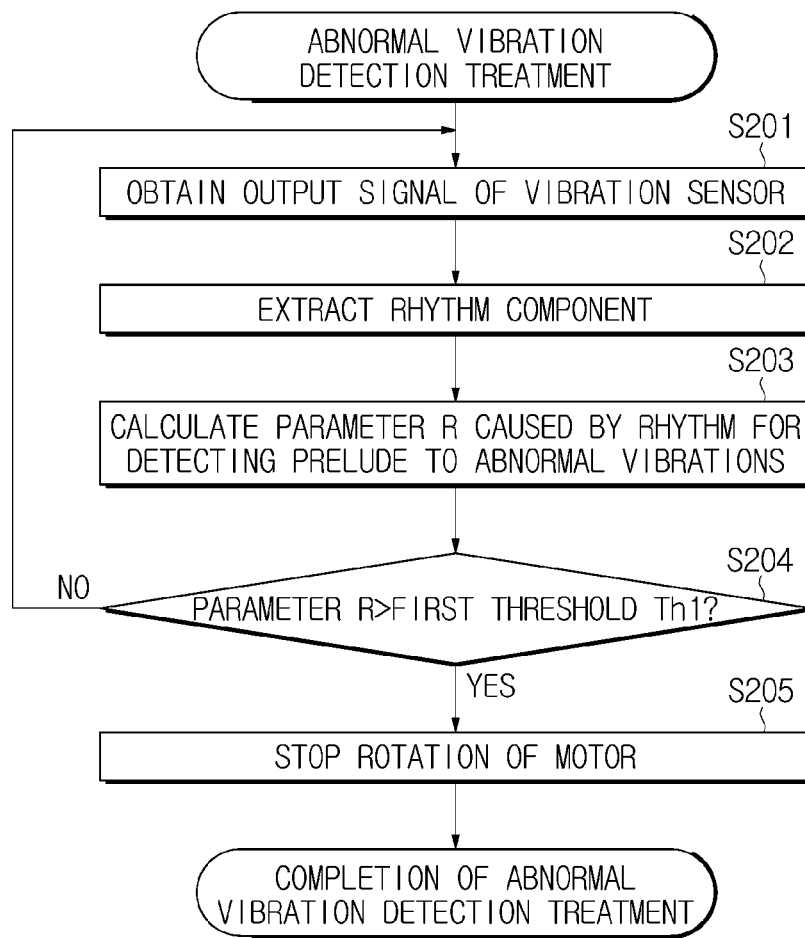 ABNORMAL VIBRATION
DETECTION TREATMENT
S201
OBTAIN OUTPUT SIGNAL OF VIBRATION SENSOR
S202
EXTRACT RHYTHM COMPONENT
S203
CALCULATE PARAMETER R CAUSED BY RHYTHM FOR
DETECTING PRELUDE TO ABNORMAL VIBRATIONS
S204
NO
PARAMETER R>FIRST THRESHOLD Th1?
YES
S205
STOP ROTATION OF MOTOR
COMPLETION OF ABNORMAL
VIBRATION DETECTION TREATMENT